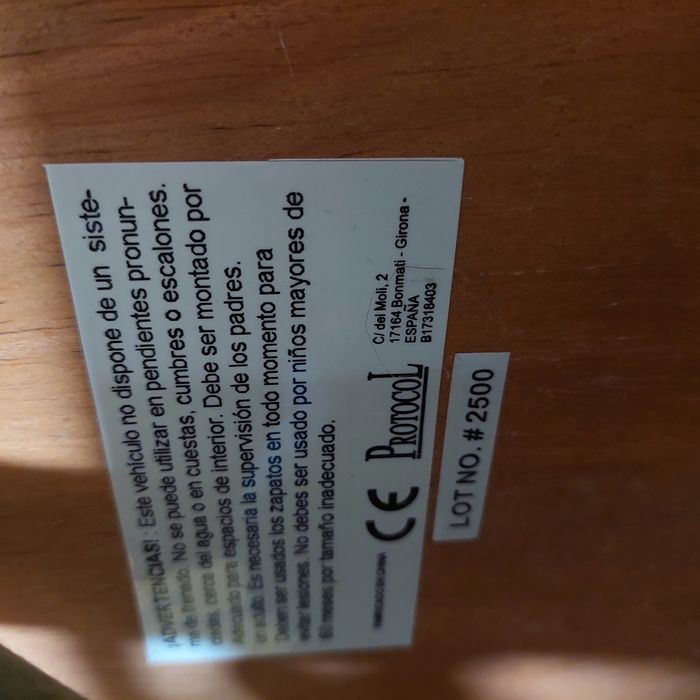 ¡ADVERTENCIAS! : Este vehículo no dispone de un siste-
ma de frenado. No se puede utilizar en pendientes pronun-
ciadas, cerca del agua o en cuestas, cumbres o escalones.
Adecuado para espacios de interior. Debe ser montado por
un adulto. Es necesaria la supervisión de los padres.
Deben ser usados los zapatos en todo momento para
evitar lesiones. No debes ser usado por niños mayores de
60 meses por tamaño inadecuado.
FABRICADO EN CHINA
CE
PROTOCOL
C/ del Molí, 2
17164 Bonmatí - Girona -
ESPAÑA
B17318403
LOT NO. # 2500